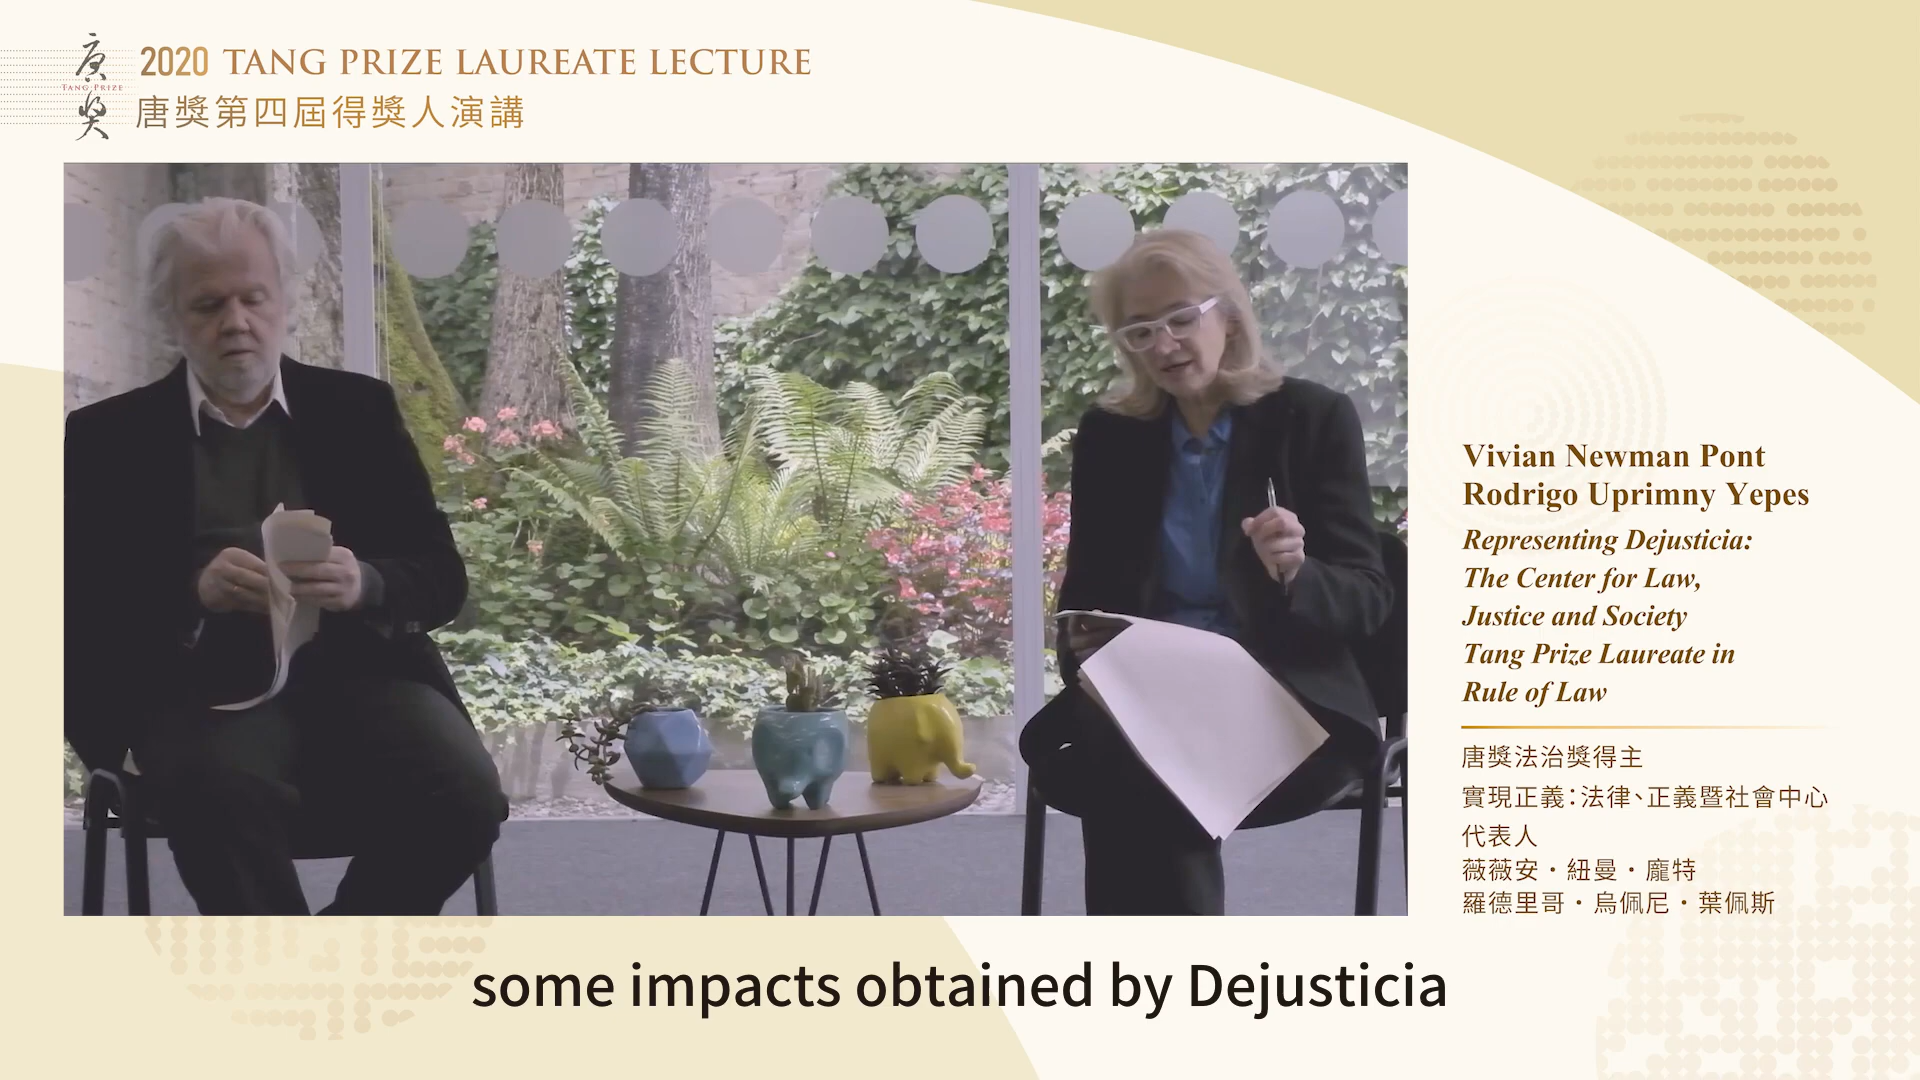 唐獎
TANG PRIZE
2020 TANG PRIZE LAUREATE LECTURE
唐獎第四屆得獎人演講
Vivian Newman Pont
Rodrigo Uprimny Yepes
Representing Dejusticia:
The Center for Law,
Justice and Society
Tang Prize Laureate in
Rule of Law
唐獎法治獎得主
實現正義：法律、正義暨社會中心
代表人
薇薇安・紐曼・龐特
羅德里哥・烏佩尼・葉佩斯
some impacts obtained by Dejusticia